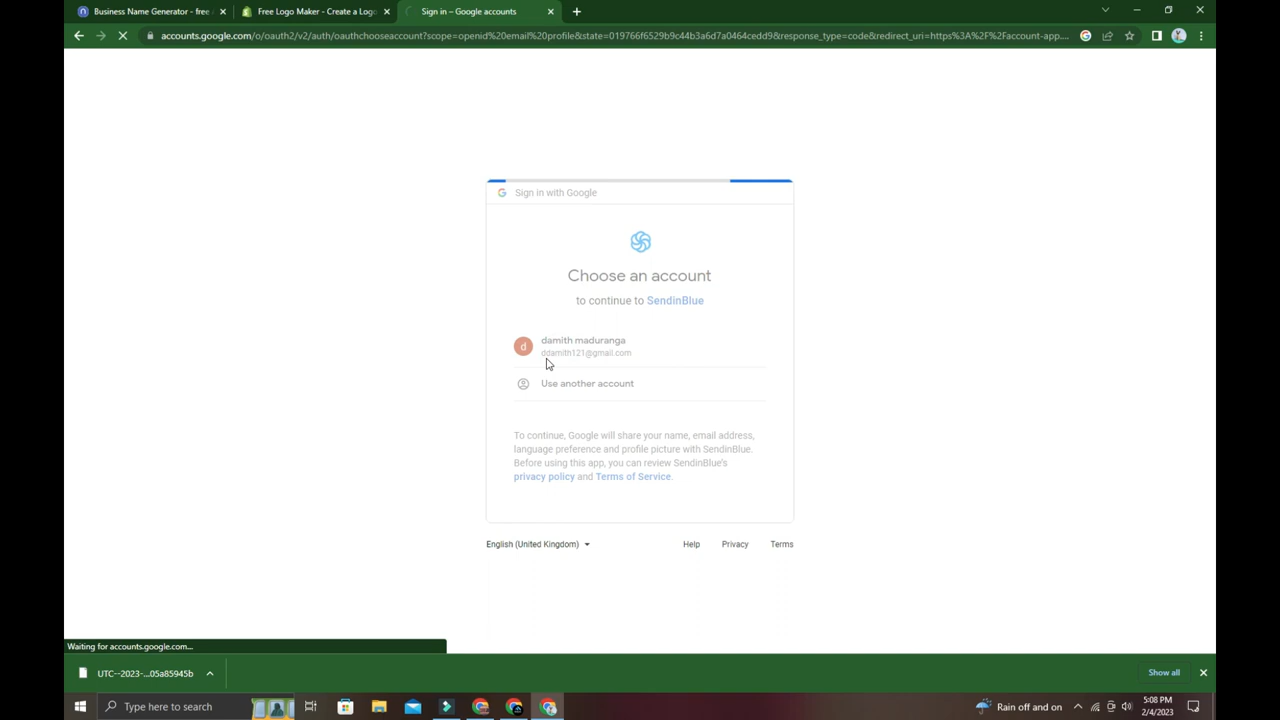 Business Name Generator - free
Free Logo Maker - Create a Logo
Sign in – Google accounts
accounts.google.com/o/oauth2/v2/auth/oauthchooseaccount?scope=openid%20email%20profile&state=019766f6529b9c44b3a6d7a0464cedd9&response_type=code&redirect_uri=https%3A%2F%2Faccount-app....
Sign in with Google
Choose an account
to continue to SendinBlue
d
damith maduranga
ddamith121@gmail.com
Use another account
To continue, Google will share your name, email address,
language preference and profile picture with SendinBlue.
Before using this app, you can review SendinBlue's
privacy policy and Terms of Service.
English (United Kingdom)
Help
Privacy
Terms
Waiting for accounts.google.com...
UTC--2023-...05a85945b
Show all
Type here to search
Rain off and on
5:08 PM
2/4/2023